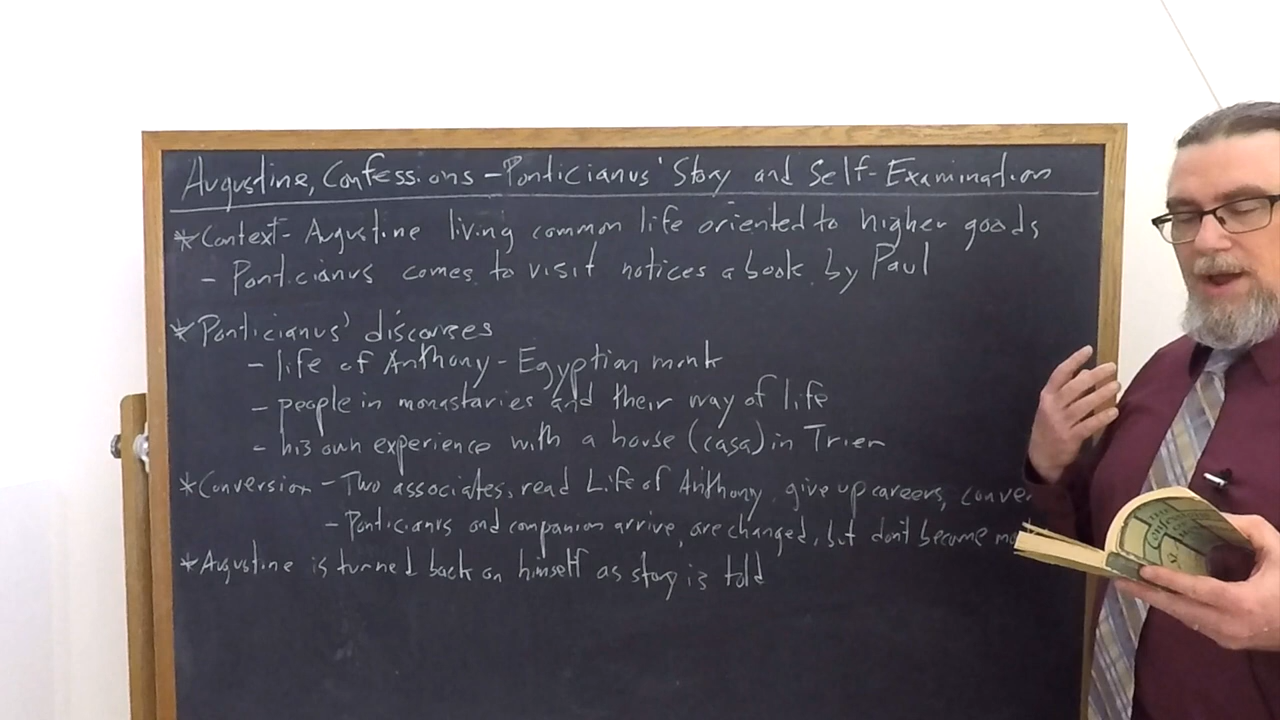 Augustine, Confessions - Ponticianus' Story and Self-Examination
* Context - Augustine living common life oriented to higher goods
- Ponticianus comes to visit notices a book by Paul
* Ponticianus' discourses
- life of Anthony - Egyptian monk
- people in monastaries and their way of life
- his own experience with a house (casa) in Trier
* Conversion - Two associates, read Life of Anthony, give up careers, conver
- Ponticianus and companion arrive, are changed, but don't become mo
* Augustine is turned back on himself as story is told
The Confessions